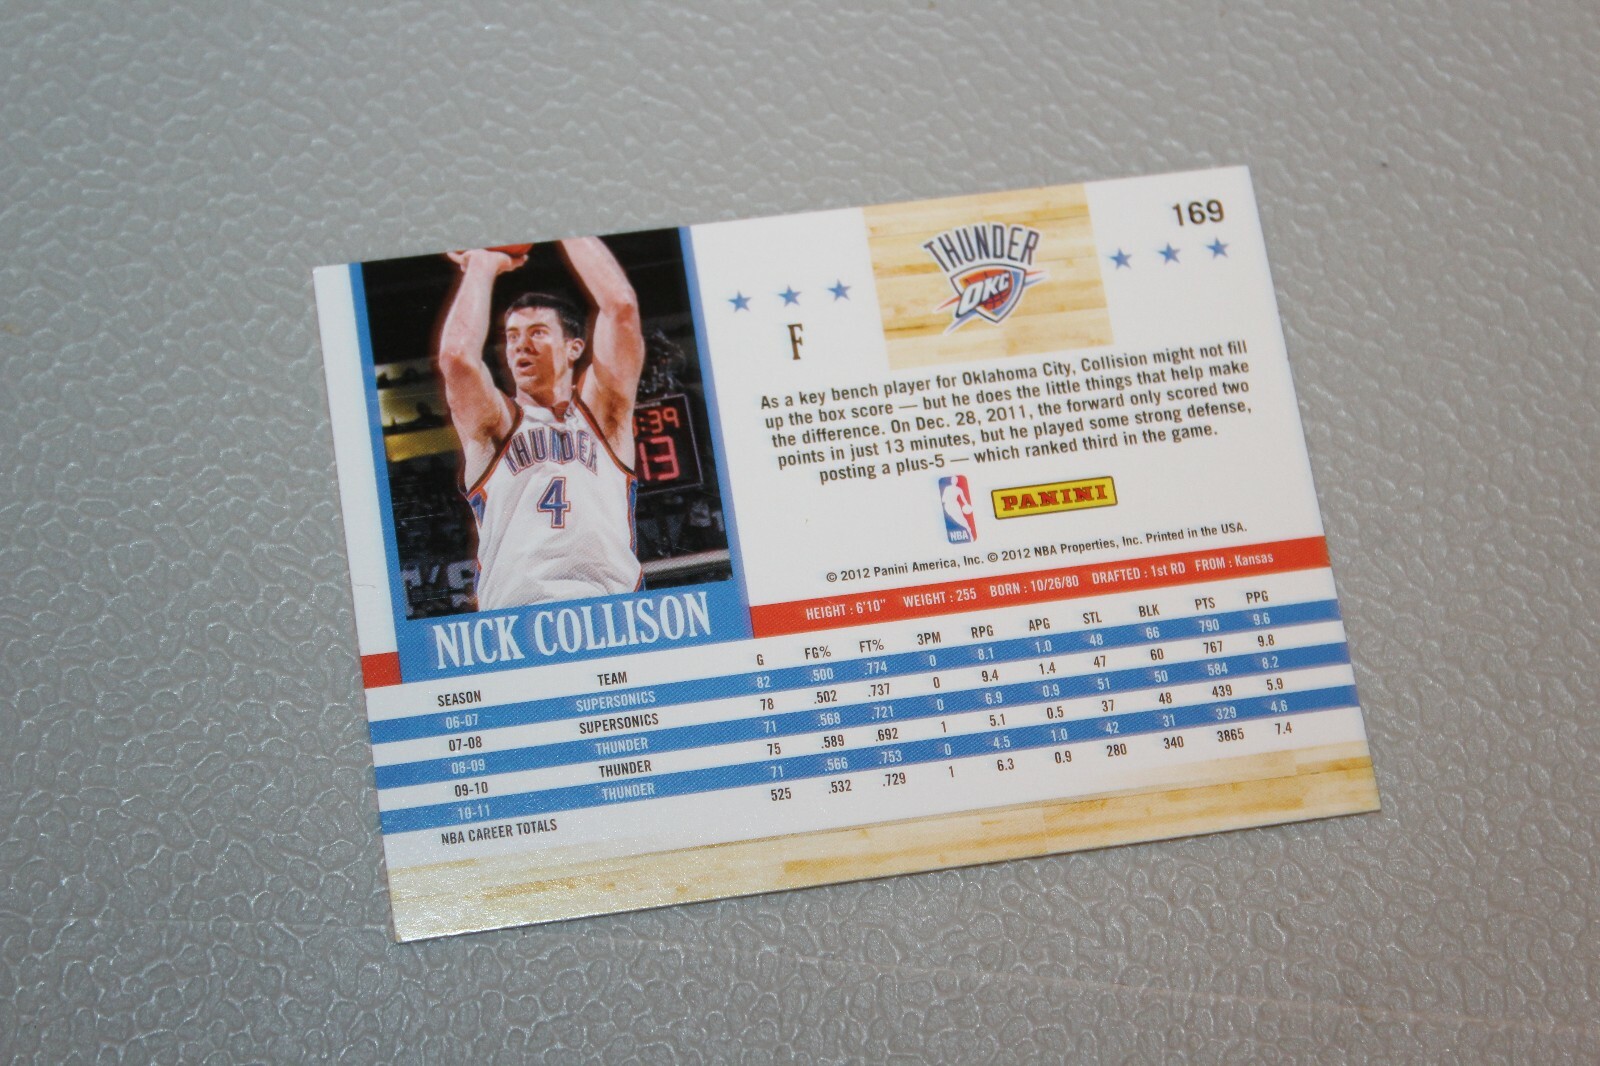 169
THUNDER
OKC
F
As a key bench player for Oklahoma City, Collision might not fill
up the box score — but he does the little things that help make
the difference. On Dec. 28, 2011, the forward only scored two
points in just 13 minutes, but he played some strong defense,
posting a plus-5 — which ranked third in the game.
:39
13
THUNDER
4
NBA
PANINI
© 2012 Panini America, Inc. © 2012 NBA Properties, Inc. Printed in the USA.
HEIGHT : 6'10" WEIGHT : 255 BORN : 10/26/80 DRAFTED : 1st RD FROM : Kansas
NICK COLLISON
SEASON TEAM G FG% FT% 3PM RPG APG STL BLK PTS PPG
06-07 SUPERSONICS 82 .500 .774 0 8.1 1.0 48 66 790 9.6
07-08 SUPERSONICS 78 .502 .737 0 9.4 1.4 47 60 767 9.8
08-09 THUNDER 71 .568 .721 0 6.9 0.9 51 50 584 8.2
09-10 THUNDER 75 .589 .692 1 5.1 0.5 37 48 439 5.9
10-11 THUNDER 71 .566 .753 0 4.5 1.0 42 31 329 4.6
NBA CAREER TOTALS 525 .532 .729 1 6.3 0.9 280 340 3865 7.4